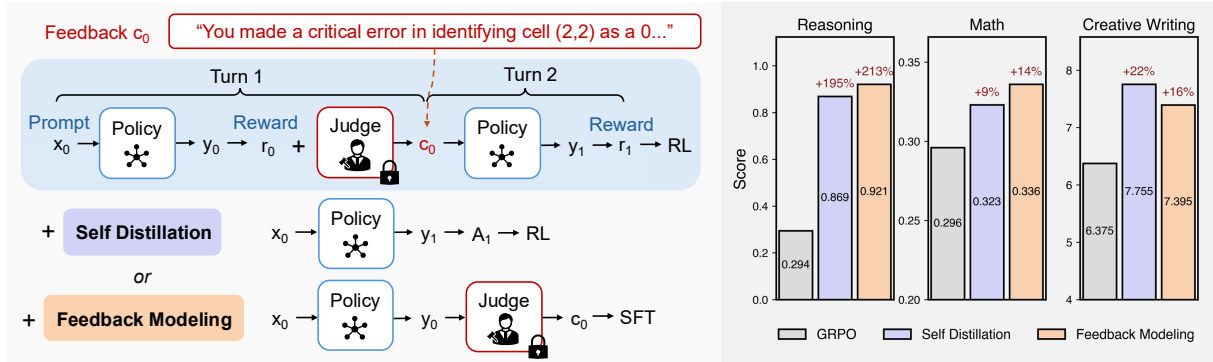 Feedback c0 “You made a critical error in identifying cell (2,2) as a 0...”
Turn 1 Turn 2
Prompt Policy Reward Judge Policy Reward
x0 y0 r0 + c0 y1 r1 RL
+ Self Distillation x0 Policy y1 A1 RL
or
+ Feedback Modeling x0 Policy y0 Judge c0 SFT
Reasoning
Score
1.0
0.8
0.6
0.4
0.2
0.0
+195%
+213%
0.294
0.869
0.921
Math
0.35
0.30
0.25
0.20
+9%
+14%
0.296
0.323
0.336
Creative Writing
8
7
6
5
4
+22%
+16%
6.375
7.755
7.395
GRPO Self Distillation Feedback Modeling